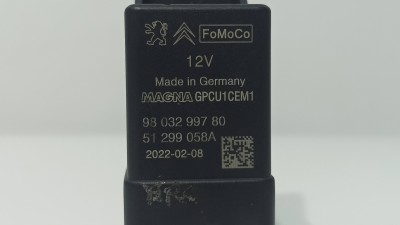 FoMoCo
12V
Made in Germany
MAGNA GPCU1CEM1
98 032 997 80
51 299 058A
2022-02-08